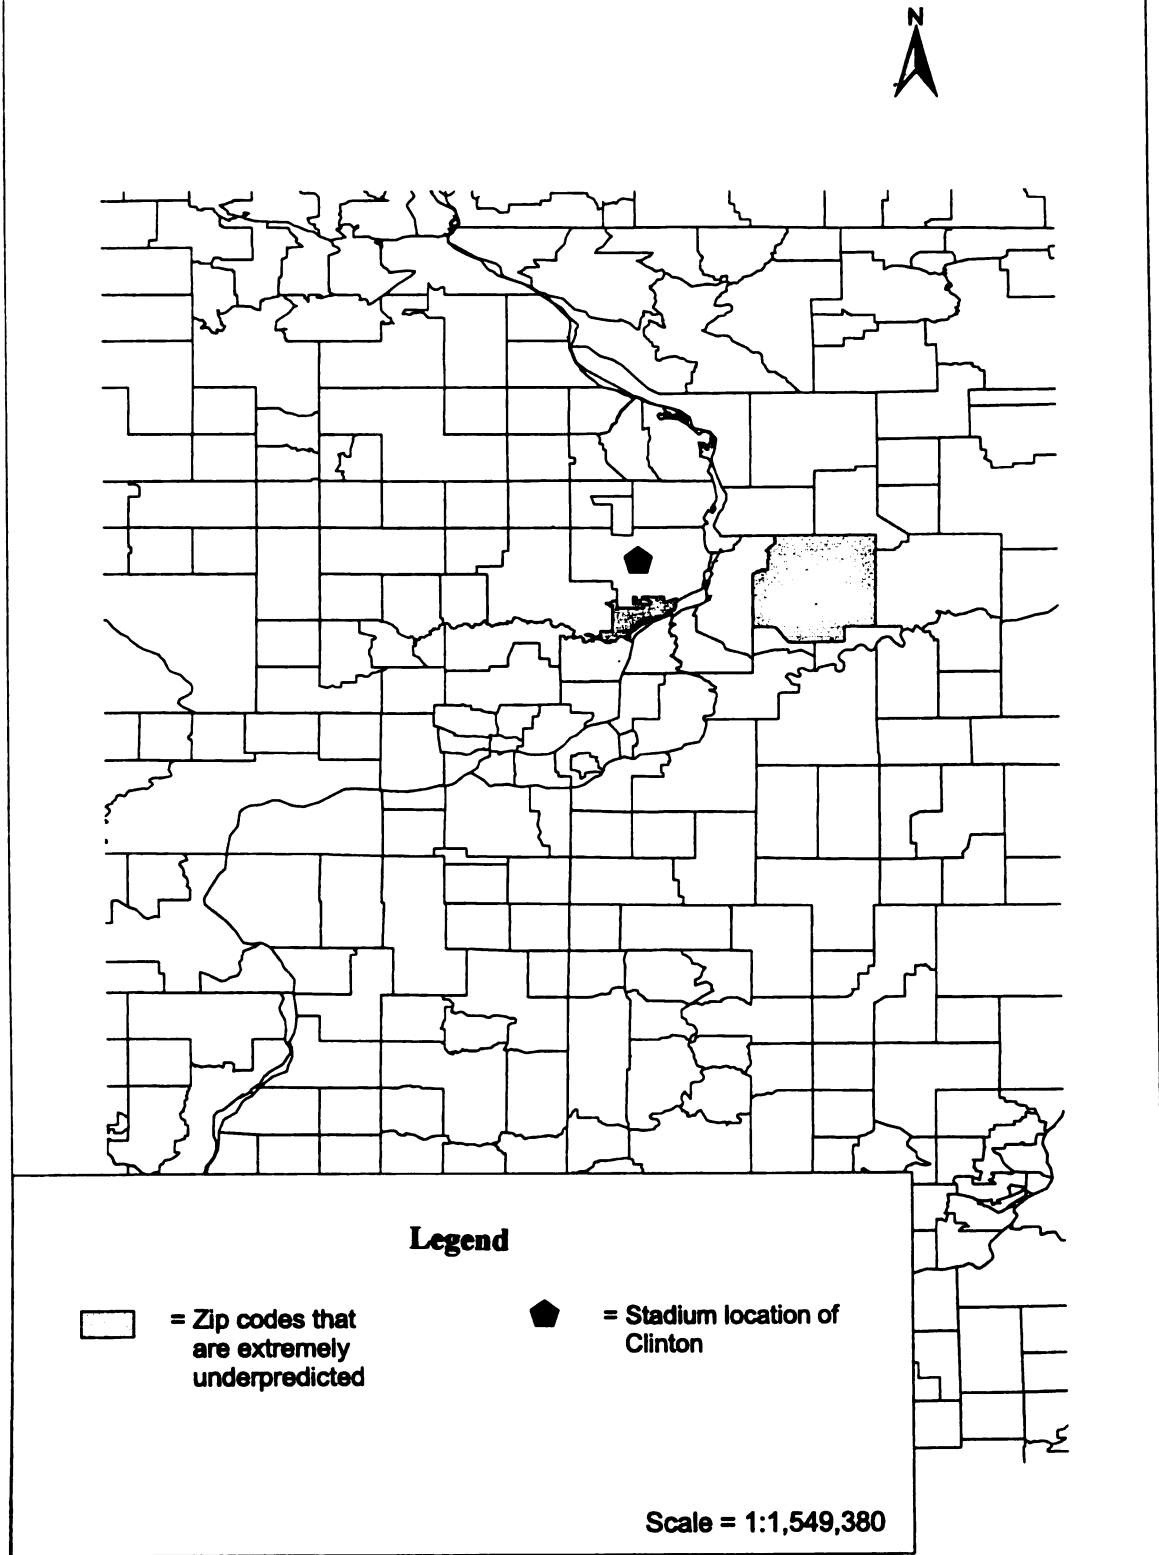 N
Legend
= Zip codes that
are extremely
underpredicted
= Stadium location of
Clinton
Scale = 1:1,549,380